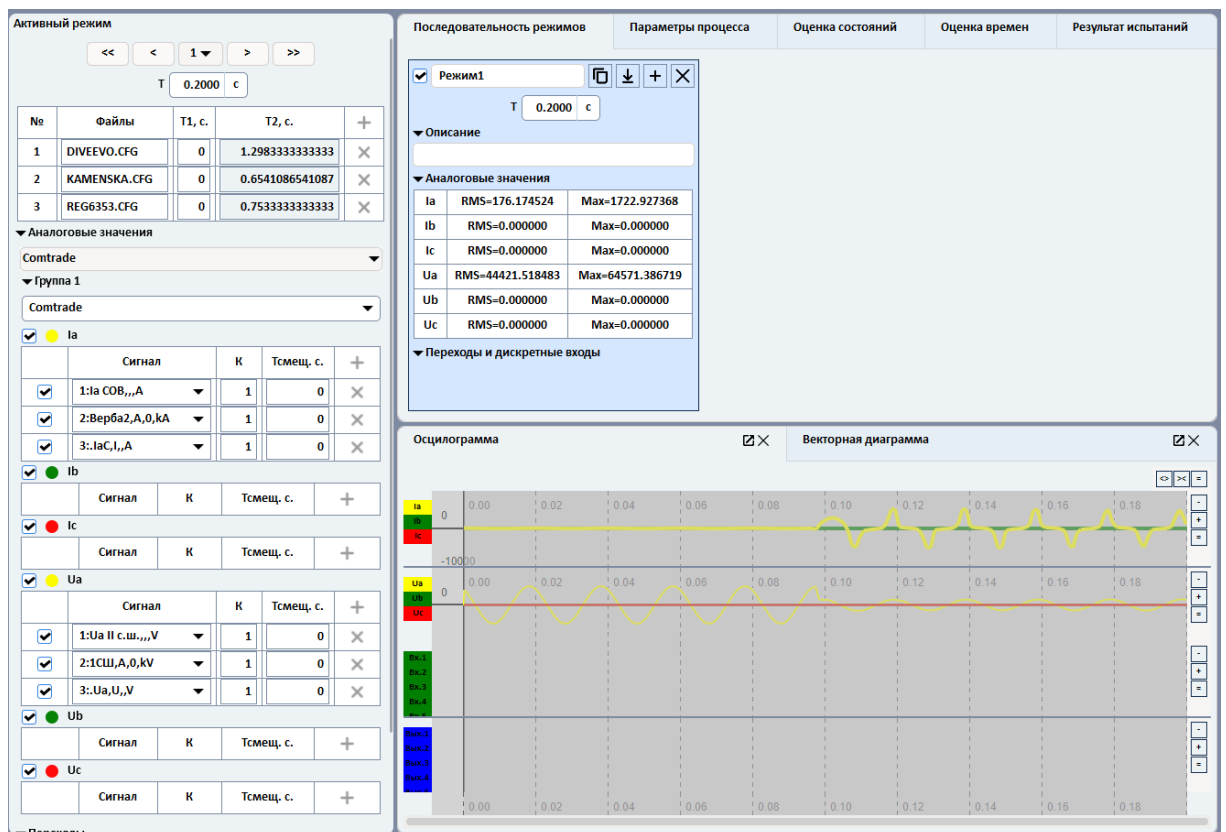 Активный режим
<< < 1 > >>
T 0.2000 с
№ Файлы T1, с. T2, с. +
1 DIVEEVO.CFG 0 1.2983333333333
2 KAMENSKA.CFG 0 0.6541086541087
3 REG6353.CFG 0 0.7533333333333
Аналоговые значения
Comtrade
Группа 1
Comtrade
Ia
Сигнал К Tсмещ. с. +
1:Ia СОВ,,,A 1 0
2:Верба2,A,0,kA 1 0
3:.IaC,I,,A 1 0
Ib
Сигнал К Tсмещ. с. +
Ic
Сигнал К Tсмещ. с. +
Ua
Сигнал К Tсмещ. с. +
1:Ua II с.ш.,,,V 1 0
2:1СШ,A,0,kV 1 0
3:.Ua,U,,V 1 0
Ub
Сигнал К Tсмещ. с. +
Uc
Сигнал К Tсмещ. с. +
Переходы
Последовательность режимов Параметры процесса Оценка состояний Оценка времен Результат испытаний
Режим1
T 0.2000 с
Описание
Аналоговые значения
Ia RMS=176.174524 Max=1722.927368
Ib RMS=0.000000 Max=0.000000
Ic RMS=0.000000 Max=0.000000
Ua RMS=44421.518483 Max=64571.386719
Ub RMS=0.000000 Max=0.000000
Uc RMS=0.000000 Max=0.000000
Переходы и дискретные входы
Осцилограмма Векторная диаграмма
<> >< =
Ia 0.00 0.02 0.04 0.06 0.08 0.10 0.12 0.14 0.16 0.18 -
Ib 0 +
Ic =
-10000
Ua 0.00 0.02 0.04 0.06 0.08 0.10 0.12 0.14 0.16 0.18 -
Ub 0 +
Uc =
Вх.1 -
Вх.2 +
Вх.3 =
Вх.4
-
+
=
0.00 0.02 0.04 0.06 0.08 0.10 0.12 0.14 0.16 0.18